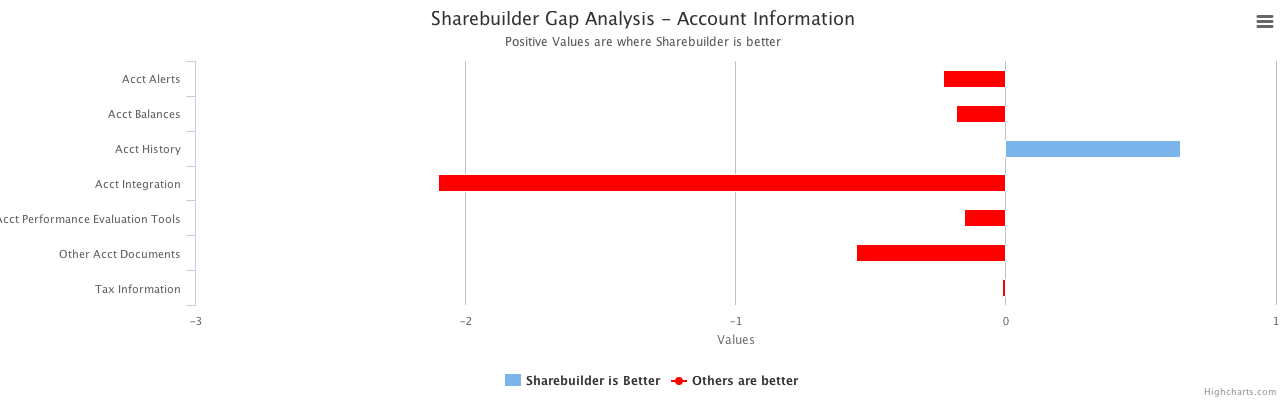 Sharebuilder Gap Analysis – Account Information
Positive Values are where Sharebuilder is better
Acct Alerts
Acct Balances
Acct History
Acct Integration
Acct Performance Evaluation Tools
Other Acct Documents
Tax Information
-3 -2 -1 0 1
Values
Sharebuilder is Better Others are better
Highcharts.com